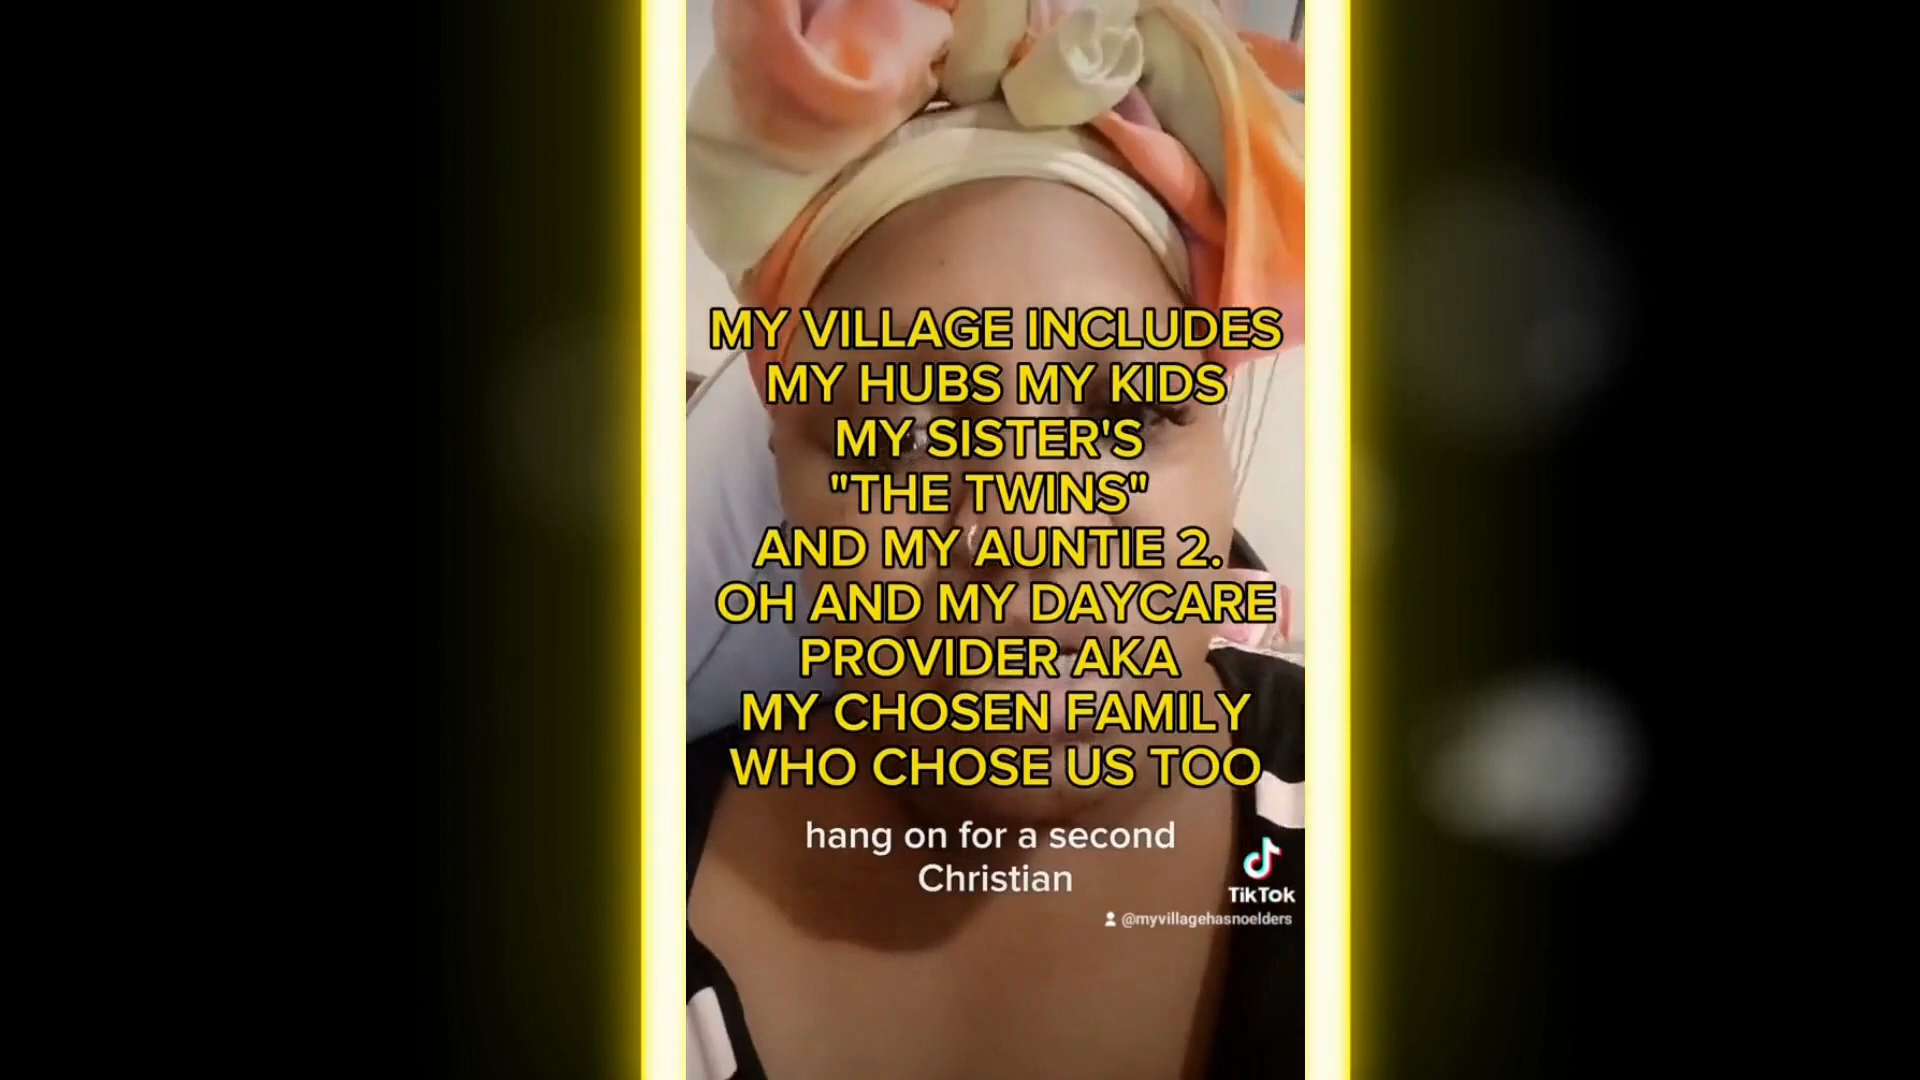 MY VILLAGE INCLUDES
MY HUBS MY KIDS
MY SISTER'S
"THE TWINS"
AND MY AUNTIE 2.
OH AND MY DAYCARE
PROVIDER AKA
MY CHOSEN FAMILY
WHO CHOSE US TOO
hang on for a second
Christian
TikTok
@myvillagehasnoelders